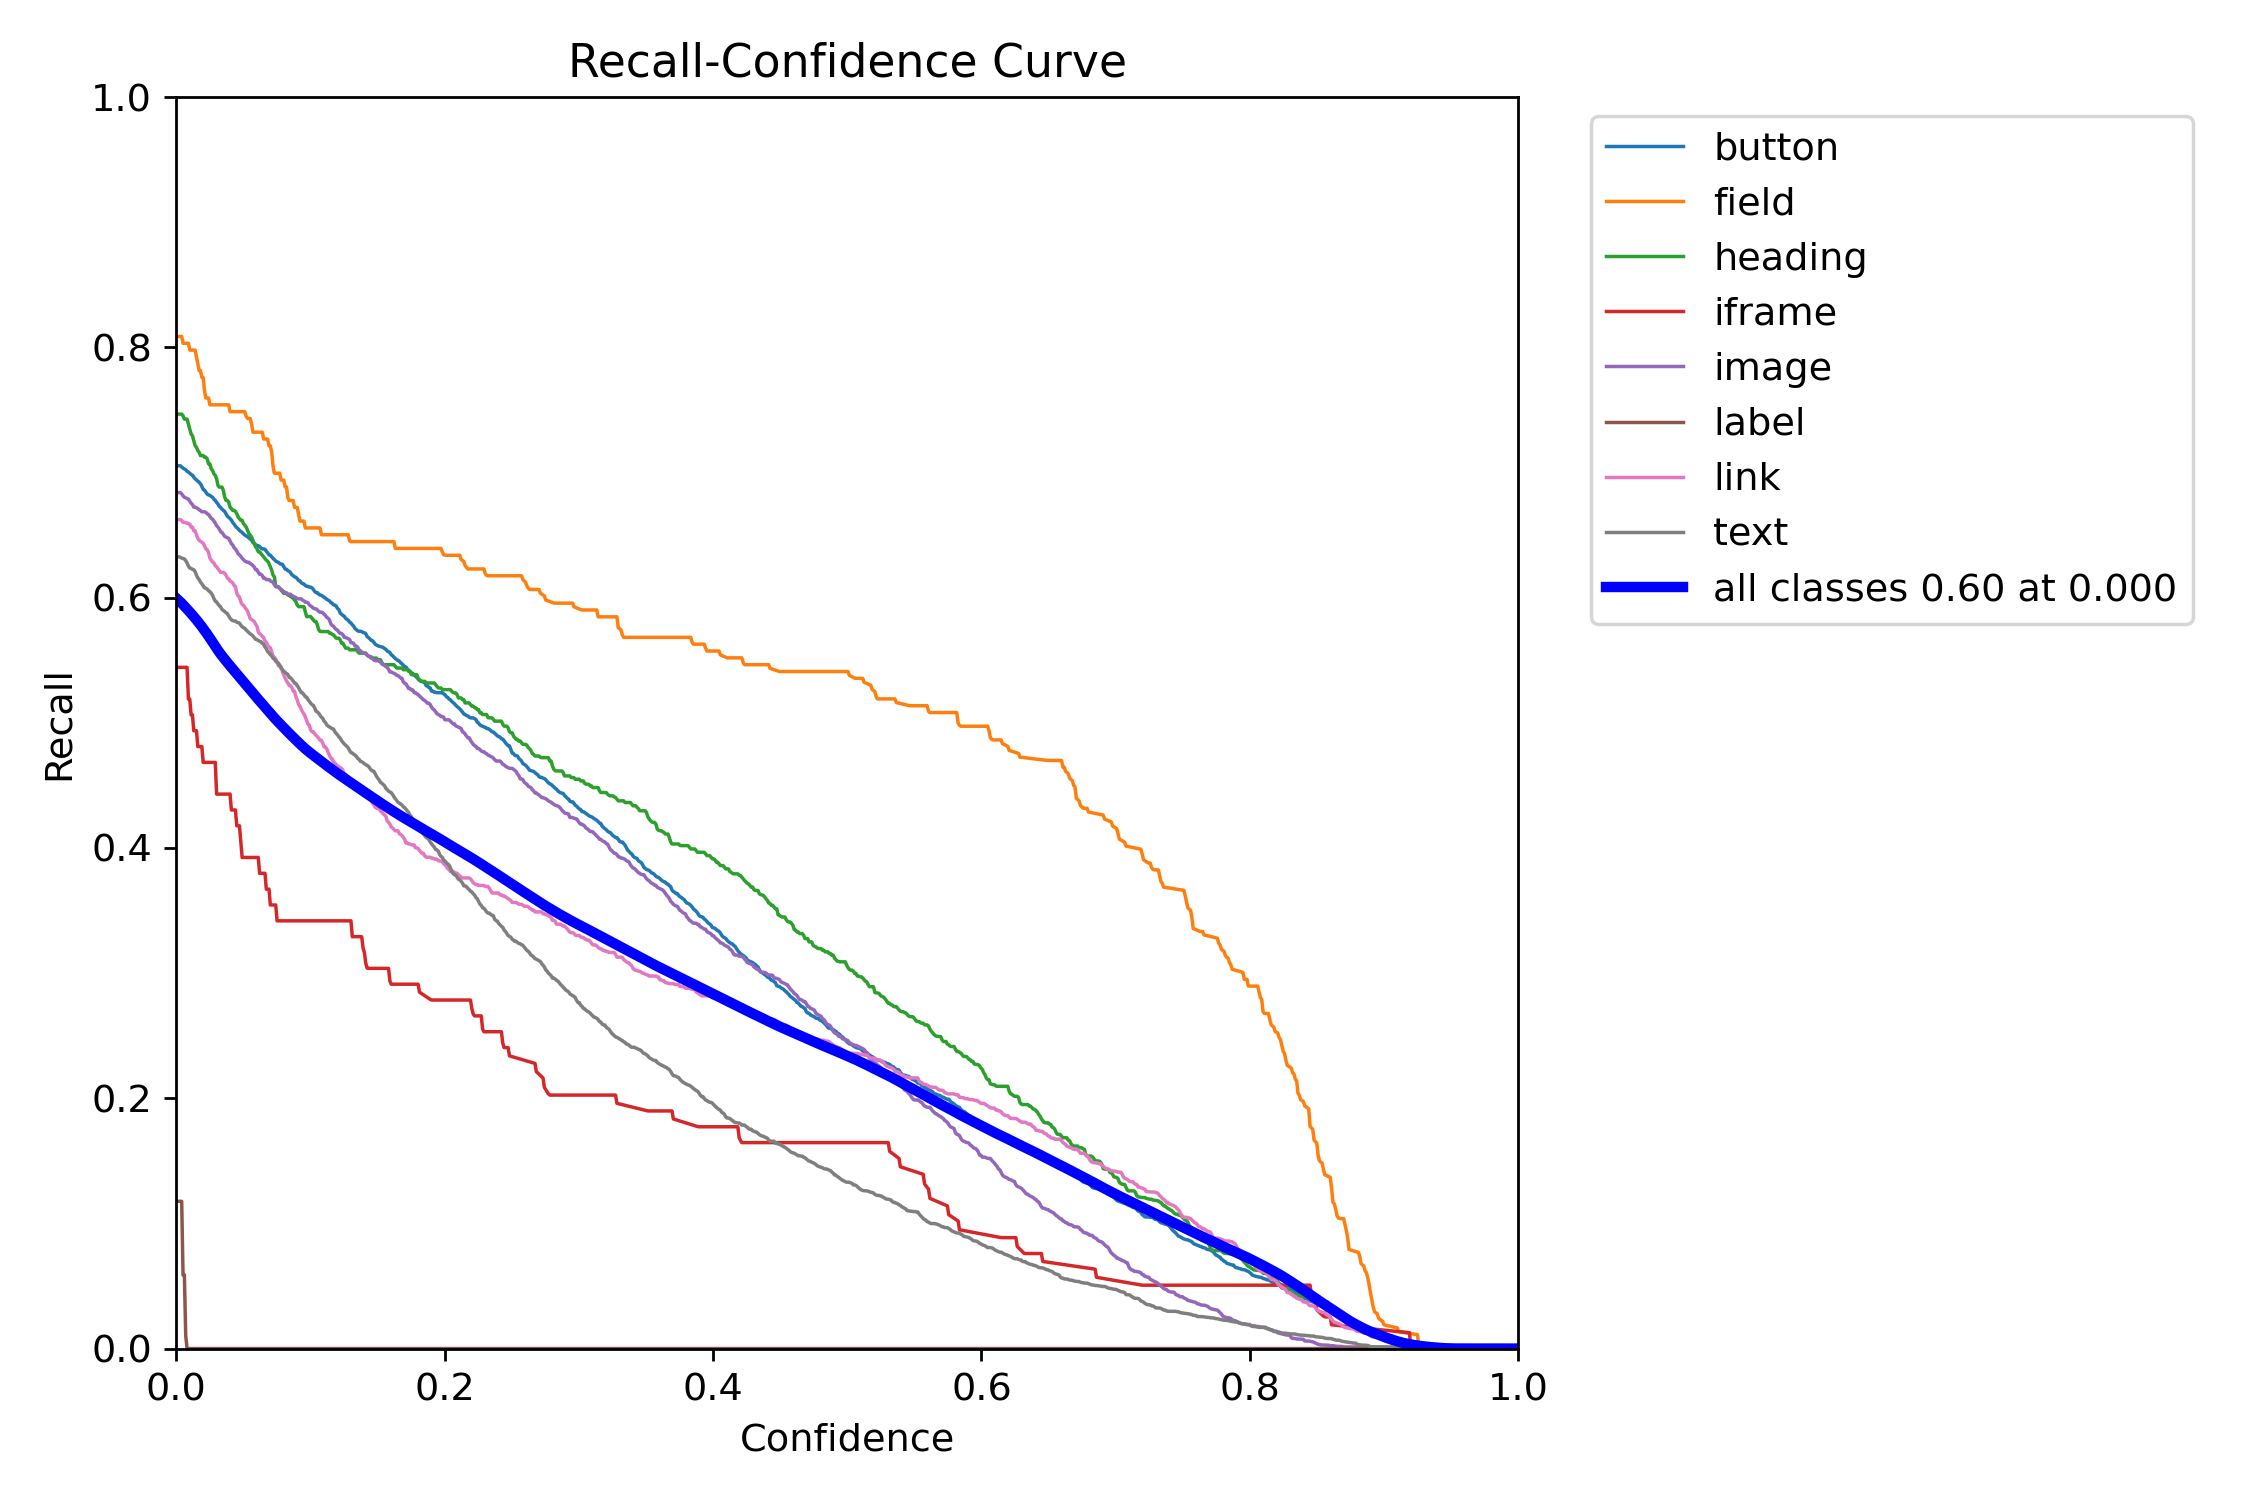 Recall-Confidence Curve
1.0
0.8
0.6
0.4
0.2
0.0
Recall
0.0 0.2 0.4 0.6 0.8 1.0
Confidence
button
field
heading
iframe
image
label
link
text
all classes 0.60 at 0.000